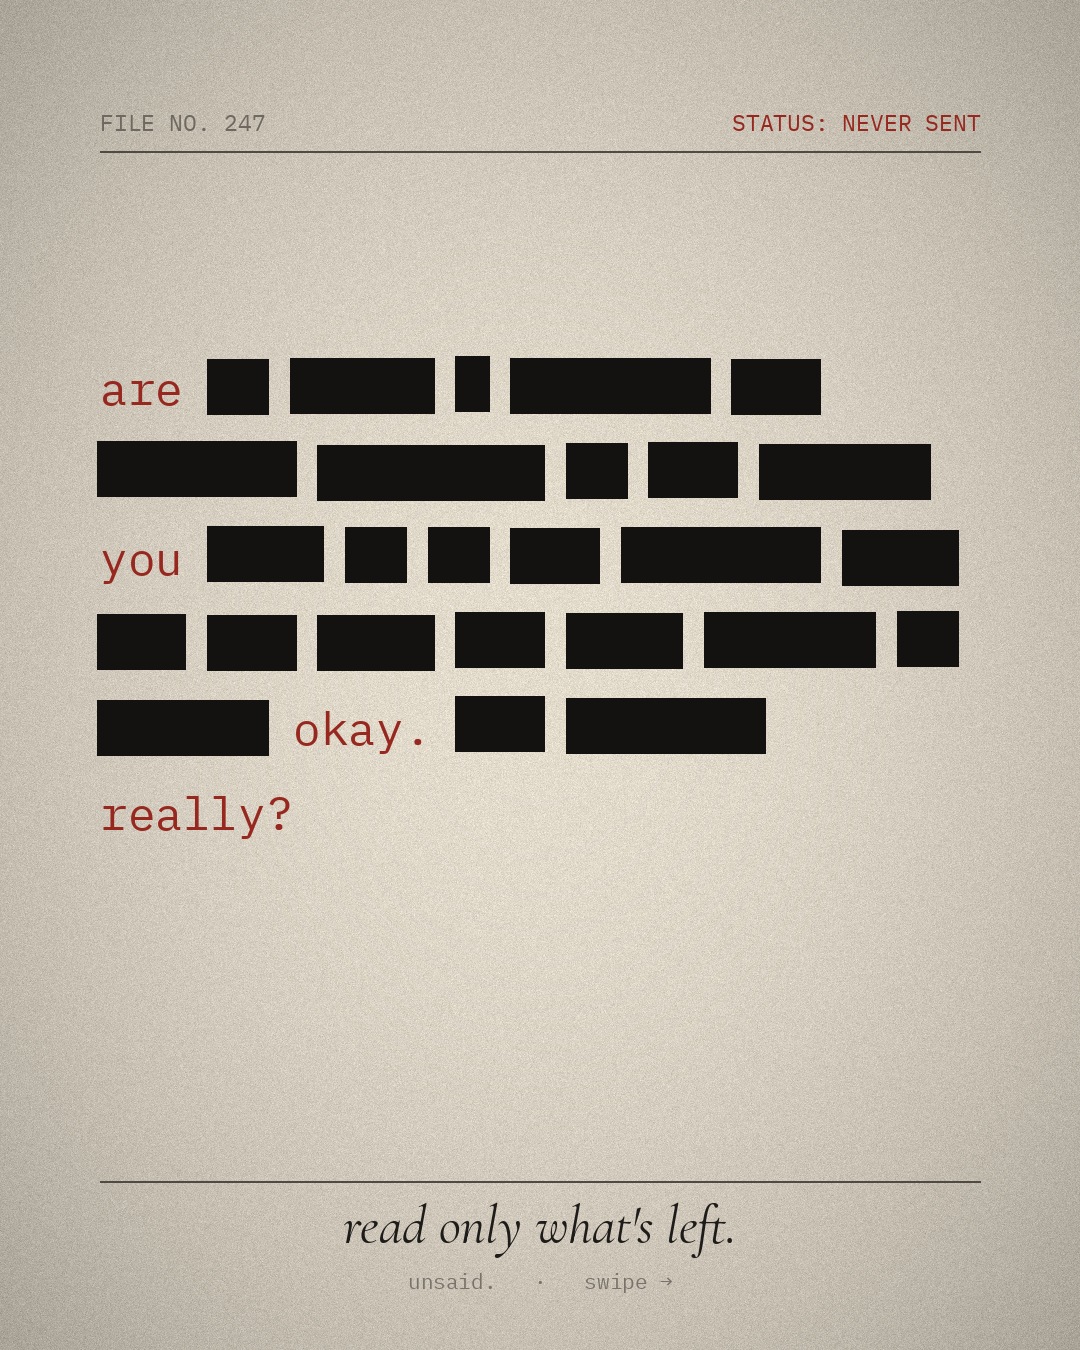 FILE NO. 247
STATUS: NEVER SENT
are
you
okay.
really?
read only what's left.
unsaid. · swipe →